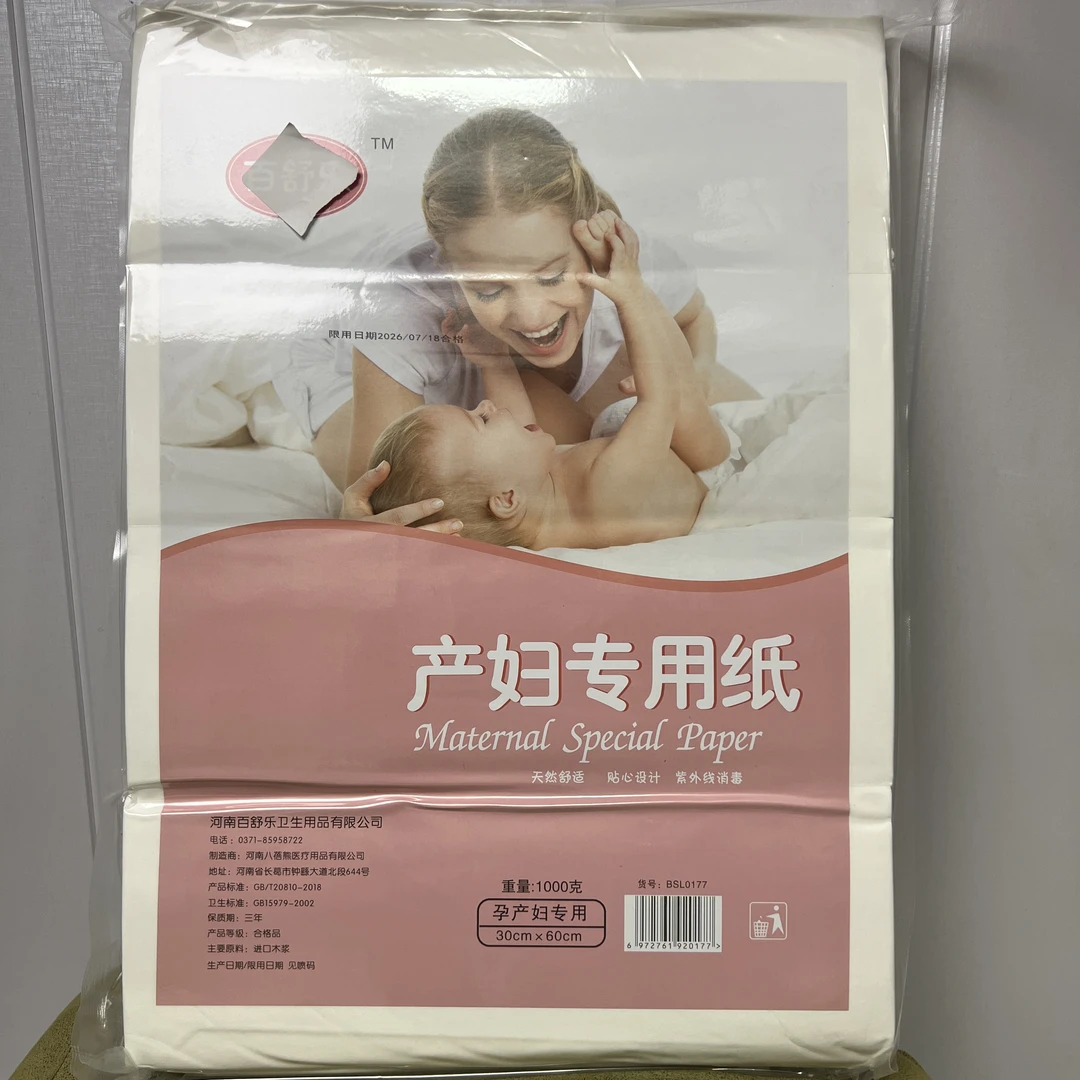 百舒乐
TM
限用日期2026/07/18合格
产妇专用纸
Maternal Special Paper
天然舒适 贴心设计 紫外线消毒
河南百舒乐卫生用品有限公司
电话：0371-85958722
制造商：河南八蓓熊医疗用品有限公司
地址：河南省长葛市钟繇大道北段644号
产品标准：GB/T20810-2018
卫生标准：GB15979-2002
保质期：三年
产品等级：合格品
主要原料：进口木浆
生产日期/限用日期 见喷码
重量:1000克
孕产妇专用
30cm×60cm
货号：BSL0177
6 972761 920177 >